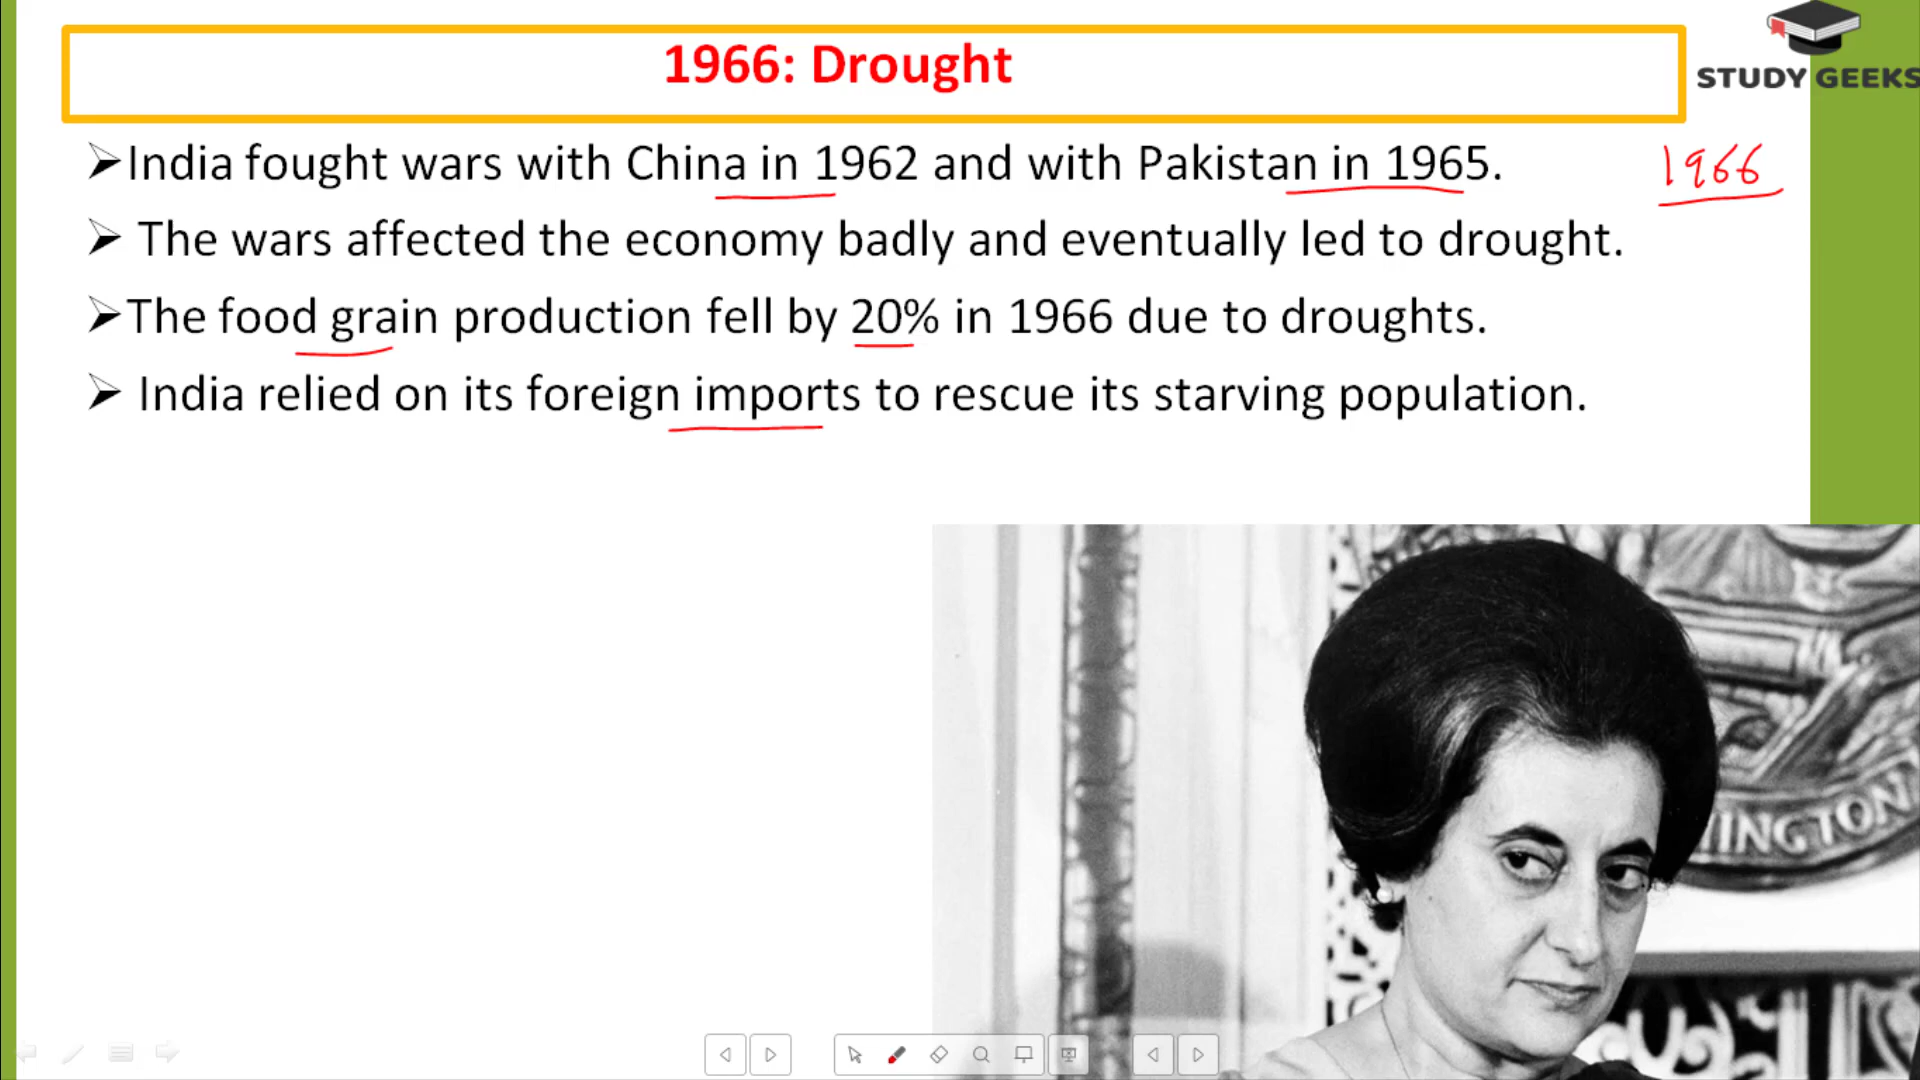 1966: Drought
STUDY GEEKS
➢India fought wars with China in 1962 and with Pakistan in 1965.
1966
➢ The wars affected the economy badly and eventually led to drought.
➢The food grain production fell by 20% in 1966 due to droughts.
➢ India relied on its foreign imports to rescue its starving population.
INGTON